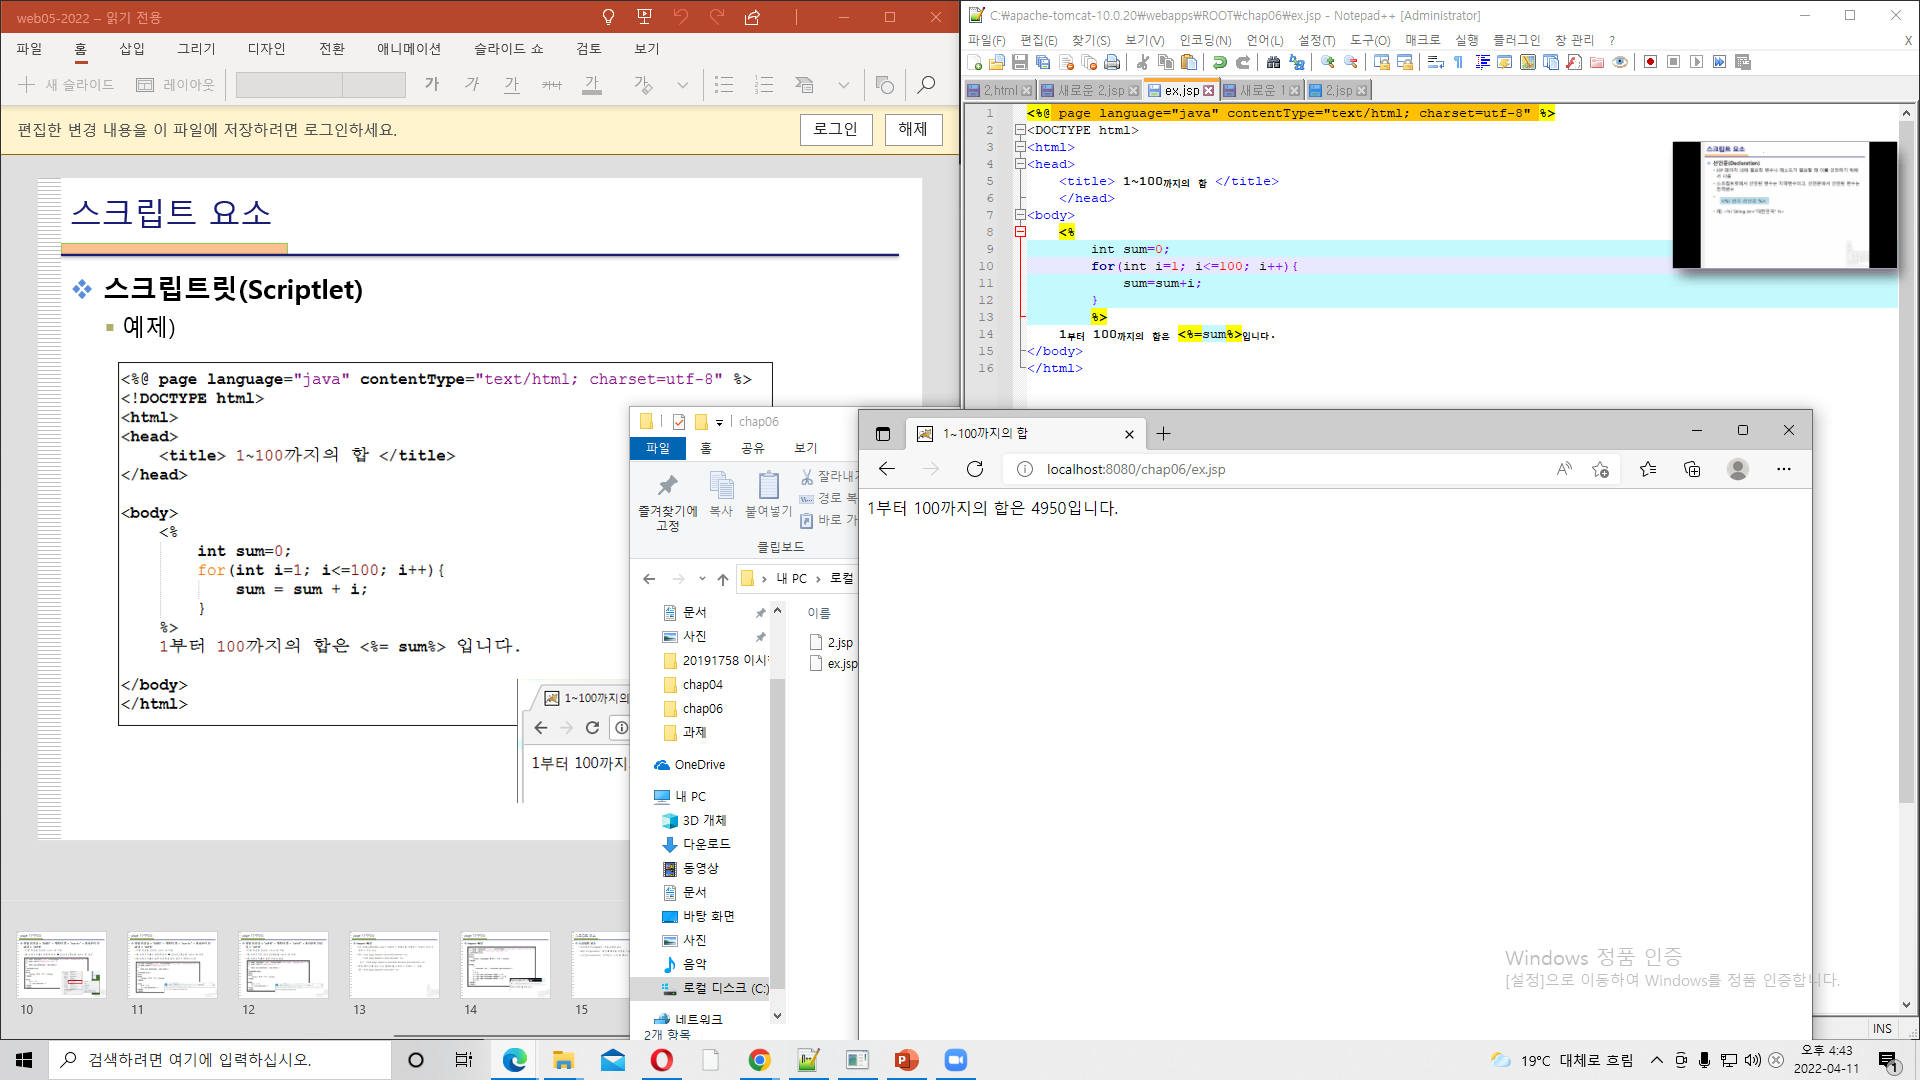 web05-2022 – 읽기 전용
파일 홈 삽입 그리기 디자인 전환 애니메이션 슬라이드 쇼 검토 보기
새 슬라이드 레이아웃 가 가 가 가
편집한 변경 내용을 이 파일에 저장하려면 로그인하세요. 로그인 해제
스크립트 요소
스크립트릿(Scriptlet)
예제)
<%@ page language="java" contentType="text/html; charset=utf-8" %>
<!DOCTYPE html>
<html>
<head>
<title> 1~100까지의 합 </title>
</head>
<body>
<%
int sum=0;
for(int i=1; i<=100; i++){
sum = sum + i;
}
%>
1부터 100까지의 합은 <%= sum%> 입니다.
</body>
</html>
1~100까지의
1부터 100까지
10 11 12 13 14 15
C:₩apache-tomcat-10.0.20₩webapps₩ROOT₩chap06₩ex.jsp - Notepad++ [Administrator]
파일(F) 편집(E) 찾기(S) 보기(V) 인코딩(N) 언어(L) 설정(T) 도구(O) 매크로 실행 플러그인 창 관리 ? X
2.html 새로운 2.jsp ex.jsp 새로운 1 2.jsp
1 <%@ page language="java" contentType="text/html; charset=utf-8" %>
2 <DOCTYPE html>
3 <html>
4 <head>
5 <title> 1~100까지의 합 </title>
6 </head>
7 <body>
8 <%
9 int sum=0;
10 for(int i=1; i<=100; i++){
11 sum=sum+i;
12 }
13 %>
14 1부터 100까지의 합은 <%=sum%>입니다.
15 </body>
16 </html>
스크립트 요소
선언문(Declaration)
INS
chap06
파일 홈 공유 보기
즐겨찾기에 고정 복사 붙여넣기 잘라내기
경로 복
바로 가
클립보드
내 PC 로컬
이름
2.jsp
ex.jsp
문서
사진
20191758 이시
chap04
chap06
과제
OneDrive
내 PC
3D 개체
다운로드
동영상
문서
바탕 화면
사진
음악
로컬 디스크 (C:)
네트워크
2개 항목
1~100까지의 합
localhost:8080/chap06/ex.jsp
1부터 100까지의 합은 4950입니다.
Windows 정품 인증
[설정]으로 이동하여 Windows를 정품 인증합니다.
검색하려면 여기에 입력하십시오.
19°C 대체로 흐림
오후 4:43
2022-04-11
1